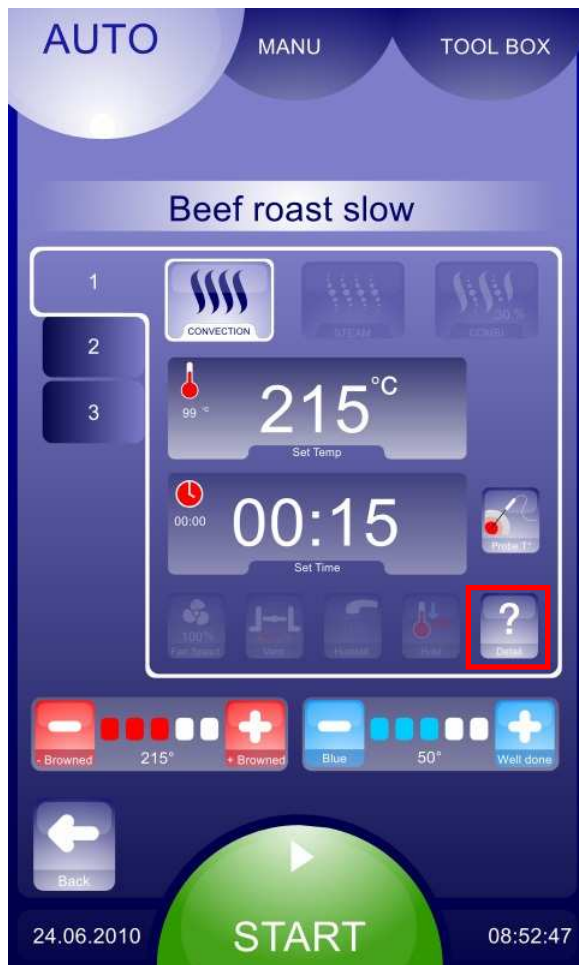 AUTO
MANU
TOOL BOX
Beef roast slow
1
2
3
CONVECTION
STEAM
30 %
COMBI
99 °C
215°C
Set Temp
00:00
00:15
Set Time
Probe T°
100%
Fan Speed
Vent
Humidit
Hold
?
Detail
- Browned
215°
+ Browned
Blue
50°
Well done
Back
24.06.2010
START
08:52:47